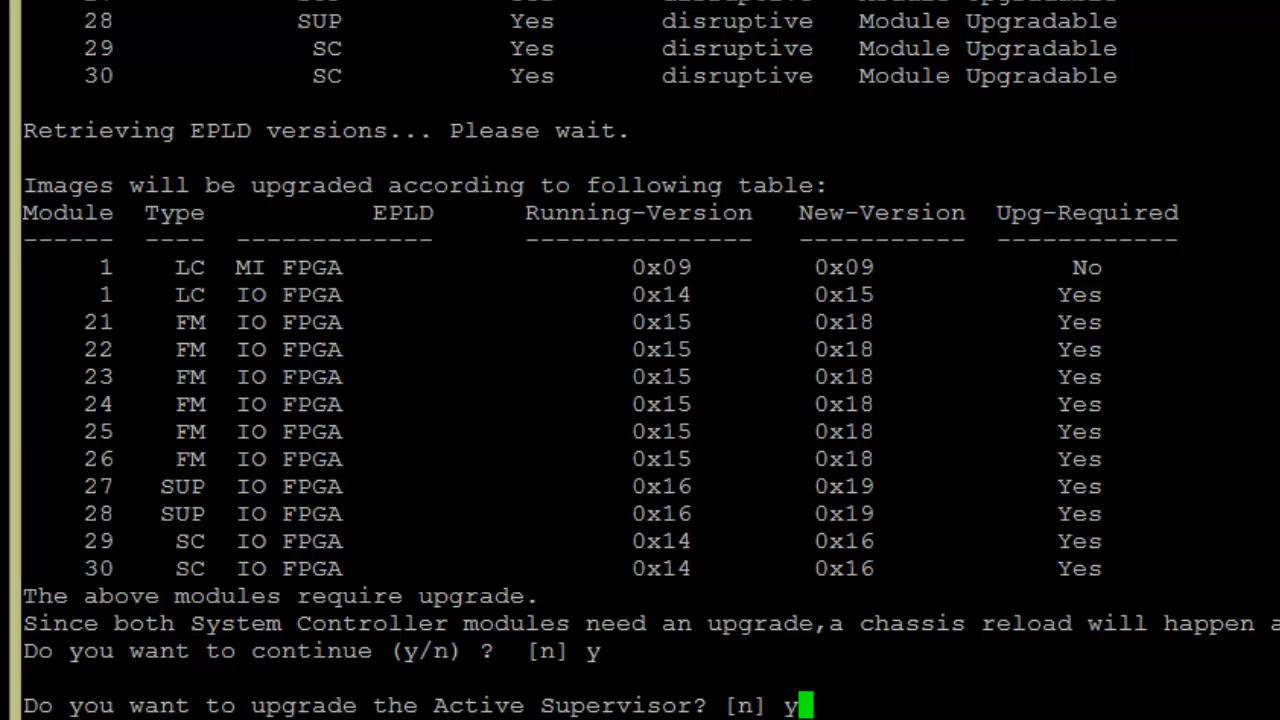 28 SUP Yes disruptive Module Upgradable
29 SC Yes disruptive Module Upgradable
30 SC Yes disruptive Module Upgradable
Retrieving EPLD versions... Please wait.
Images will be upgraded according to following table:
Module Type EPLD Running-Version New-Version Upg-Required
------ ---- ------------- --------------- ----------- ------------
1 LC MI FPGA 0x09 0x09 No
1 LC IO FPGA 0x14 0x15 Yes
21 FM IO FPGA 0x15 0x18 Yes
22 FM IO FPGA 0x15 0x18 Yes
23 FM IO FPGA 0x15 0x18 Yes
24 FM IO FPGA 0x15 0x18 Yes
25 FM IO FPGA 0x15 0x18 Yes
26 FM IO FPGA 0x15 0x18 Yes
27 SUP IO FPGA 0x16 0x19 Yes
28 SUP IO FPGA 0x16 0x19 Yes
29 SC IO FPGA 0x14 0x16 Yes
30 SC IO FPGA 0x14 0x16 Yes
The above modules require upgrade.
Since both System Controller modules need an upgrade,a chassis reload will happen a
Do you want to continue (y/n) ? [n] y
Do you want to upgrade the Active Supervisor? [n] y